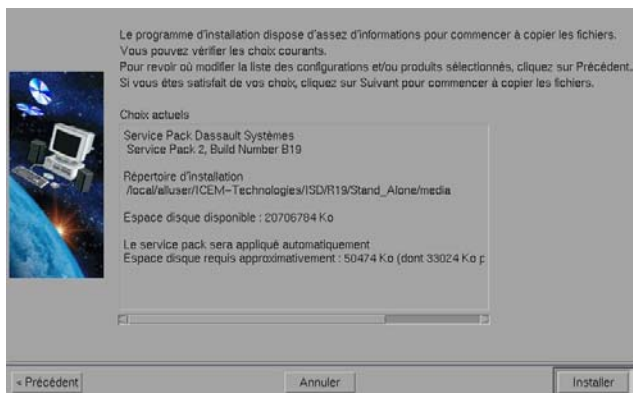 Le programme d'installation dispose d'assez d'informations pour commencer à copier les fichiers.
Vous pouvez vérifier les choix courants.
Pour revoir où modifier la liste des configurations et/ou produits sélectionnés, cliquez sur Précédent.
Si vous êtes satisfait de vos choix, cliquez sur Suivant pour commencer à copier les fichiers.
Choix actuels
Service Pack Dassault Systèmes
Service Pack 2, Build Number B19
Répertoire d'installation
/local/alluser/ICEM-Technologies/ISD/R19/Stand_Alone/media
Espace disque disponible : 20706784 Ko
Le service pack sera appliqué automatiquement
Espace disque requis approximativement : 50474 Ko (dont 33024 Ko p
< Précédent
Annuler
Installer